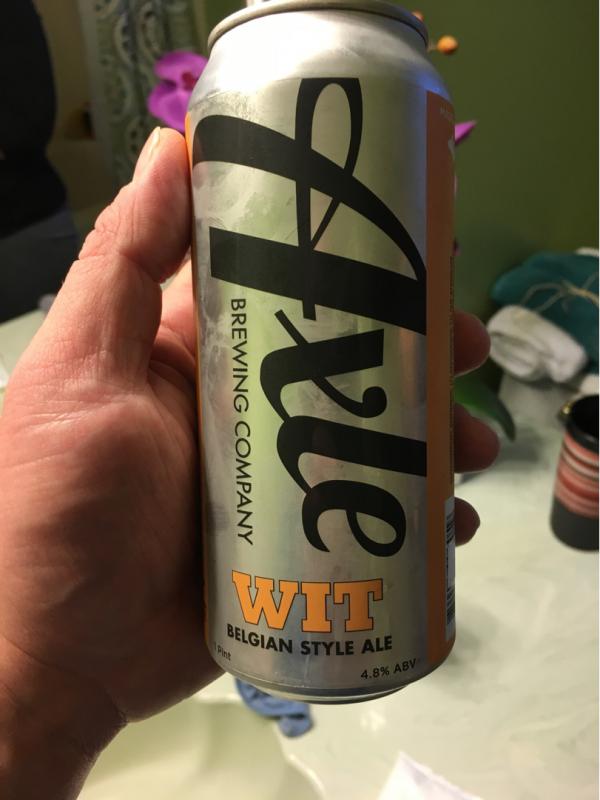 Axle
BREWING COMPANY
WIT
BELGIAN STYLE ALE
1 Pint
4.8% ABV